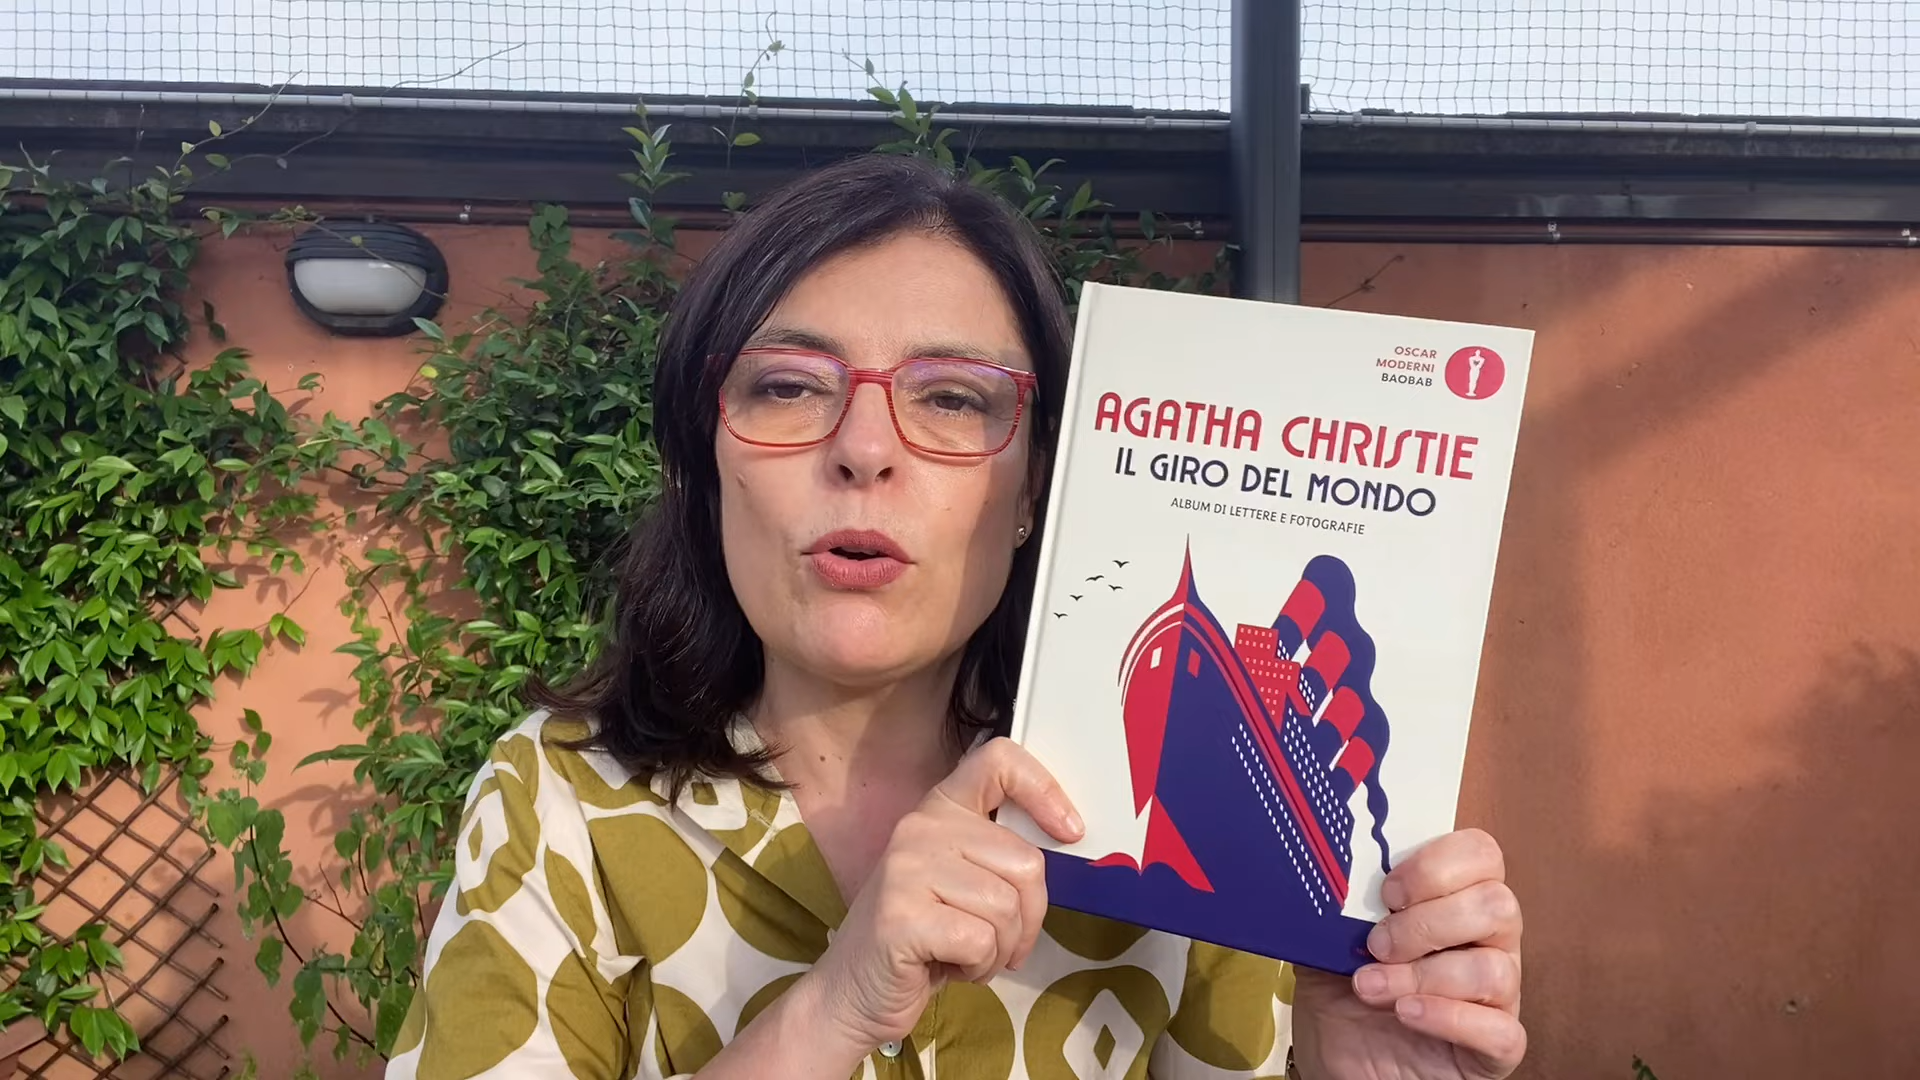 OSCAR
MODERNI
BAOBAB
AGATHA CHRISTIE
IL GIRO DEL MONDO
ALBUM DI LETTERE E FOTOGRAFIE